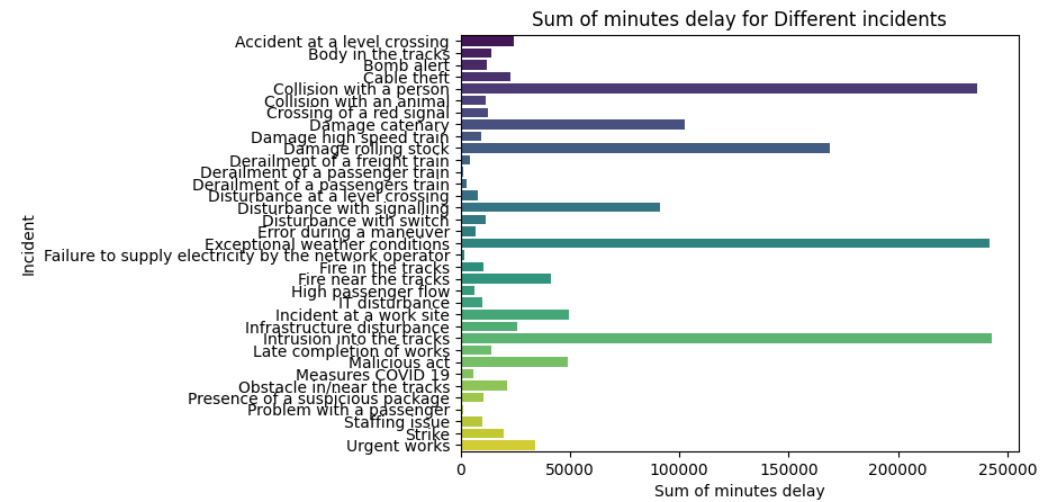 Sum of minutes delay for Different incidents
Incident
Accident at a level crossing
Body in the tracks
Bomb alert
Cable theft
Collision with a person
Collision with an animal
Crossing of a red signal
Damage catenary
Damage high speed train
Damage rolling stock
Derailment of a freight train
Derailment of a passenger train
Derailment of a passengers train
Disturbance at a level crossing
Disturbance with signalling
Disturbance with switch
Error during a maneuver
Exceptional weather conditions
Failure to supply electricity by the network operator
Fire in the tracks
Fire near the tracks
High passenger flow
IT disturbance
Incident at a work site
Infrastructure disturbance
Intrusion into the tracks
Late completion of works
Malicious act
Measures COVID 19
Obstacle in/near the tracks
Presence of a suspicious package
Problem with a passenger
Staffing issue
Strike
Urgent works
0 50000 100000 150000 200000 250000
Sum of minutes delay